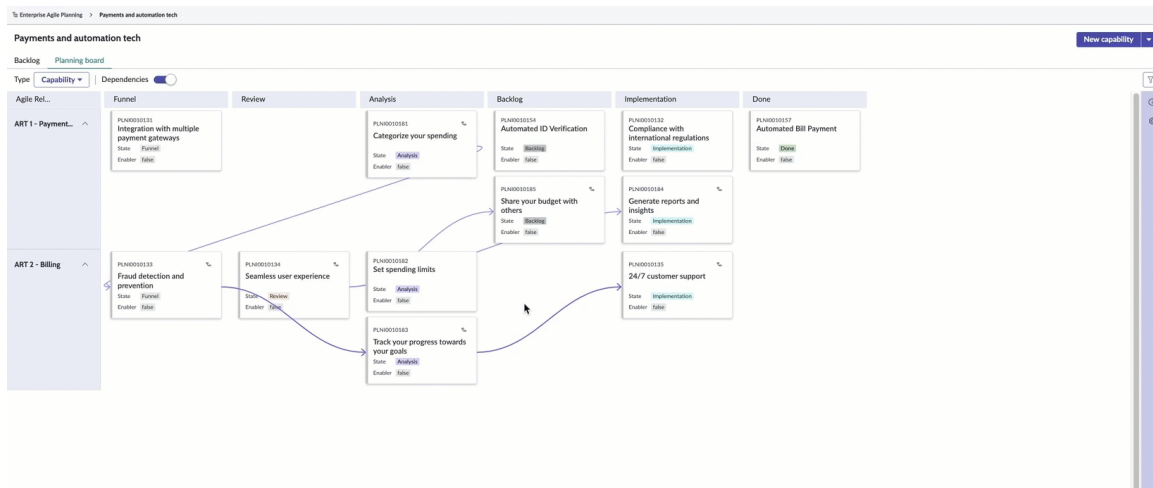 Enterprise Agile Planning > Payments and automation tech
Payments and automation tech
New capability
Backlog Planning board
Type Capability Dependencies
Agile Rel... Funnel Review Analysis Backlog Implementation Done
ART 1 - Payment...
PLNI0010131
Integration with multiple
payment gateways
State Funnel
Enabler false
PLNI0010181
Categorize your spending
State Analysis
Enabler false
PLNI0010154
Automated ID Verification
State Backlog
Enabler false
PLNI0010132
Compliance with
international regulations
State Implementation
Enabler false
PLNI0010157
Automated Bill Payment
State Done
Enabler false
PLNI0010185
Share your budget with
others
State Backlog
Enabler false
PLNI0010184
Generate reports and
insights
State Implementation
Enabler false
ART 2 - Billing
PLNI0010133
Fraud detection and
prevention
State Funnel
Enabler false
PLNI0010134
Seamless user experience
State Review
Enabler false
PLNI0010182
Set spending limits
State Analysis
Enabler false
PLNI0010135
24/7 customer support
State Implementation
Enabler false
PLNI0010183
Track your progress towards
your goals
State Analysis
Enabler false